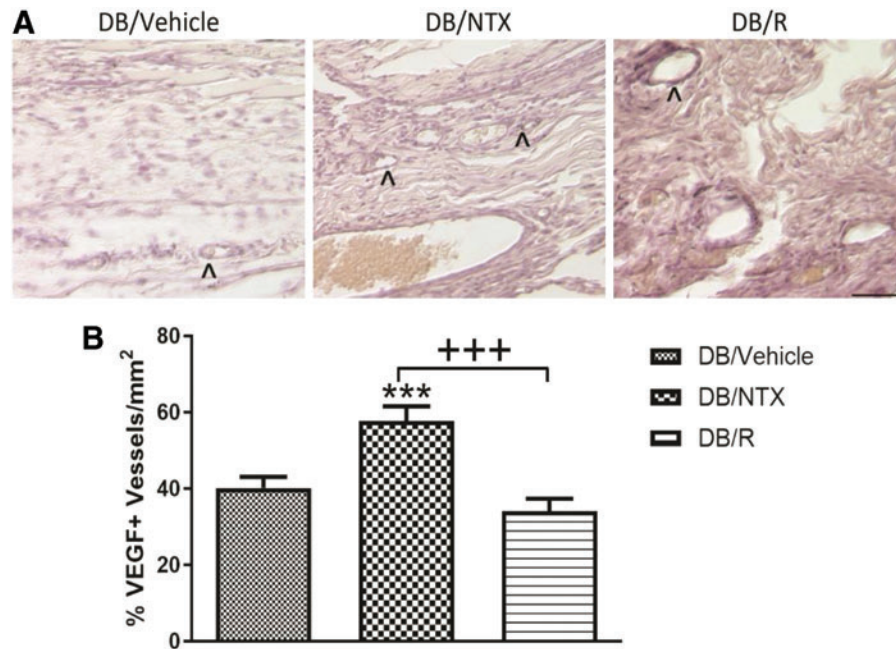 A
DB/Vehicle
DB/NTX
DB/R
^
^
^
^
B
% VEGF+ Vessels/mm²
80
60
40
20
0
***
+++
DB/Vehicle
DB/NTX
DB/R